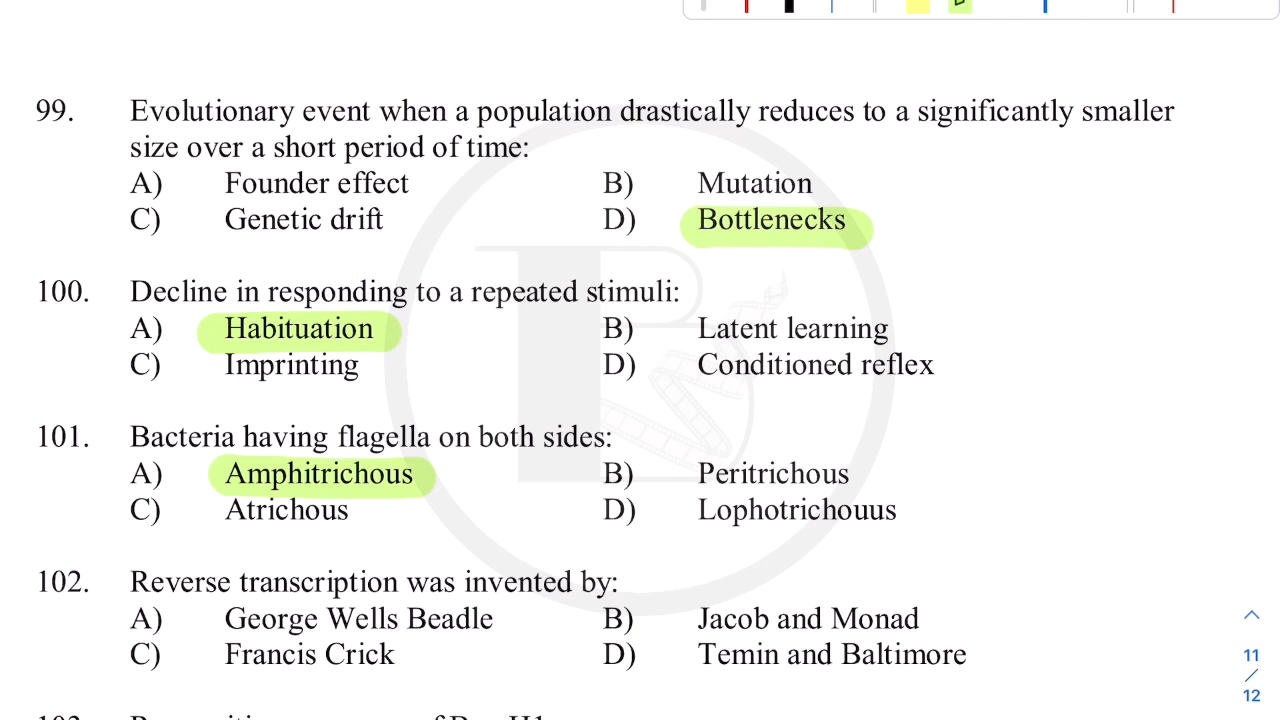 99. Evolutionary event when a population drastically reduces to a significantly smaller
size over a short period of time:
A) Founder effect B) Mutation
C) Genetic drift D) Bottlenecks
100. Decline in responding to a repeated stimuli:
A) Habituation B) Latent learning
C) Imprinting D) Conditioned reflex
101. Bacteria having flagella on both sides:
A) Amphitrichous B) Peritrichous
C) Atrichous D) Lophotrichouus
102. Reverse transcription was invented by:
A) George Wells Beadle B) Jacob and Monad
C) Francis Crick D) Temin and Baltimore
11
/
12